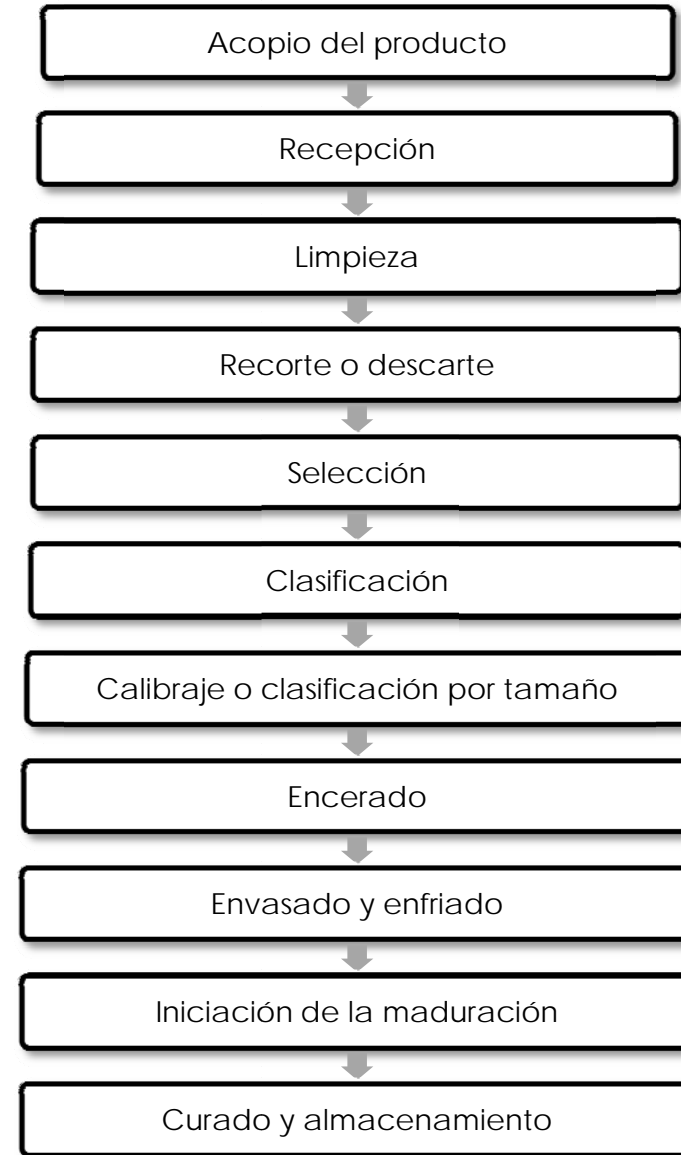 Acopio del producto
Recepción
Limpieza
Recorte o descarte
Selección
Clasificación
Calibraje o clasificación por tamaño
Encerado
Envasado y enfriado
Iniciación de la maduración
Curado y almacenamiento